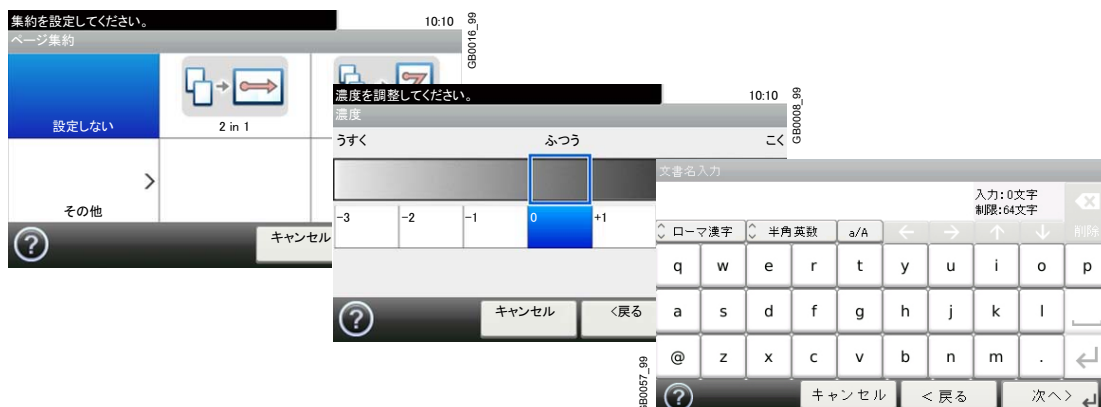 集約を設定してください。 10:10
ページ集約
設定しない
2 in 1
その他
キャンセル
GB0016_99
濃度を調整してください。 10:10
濃度
うすく ふつう こく
-3 -2 -1 0 +1
キャンセル <戻る
GB0008_99
文書名入力
入力:0文字
制限:64文字
ローマ漢字 半角英数 a/A ← → ↑ ↓ 削除
q w e r t y u i o p
a s d f g h j k l
@ z x c v b n m .
キャンセル <戻る 次へ>
GB0057_99